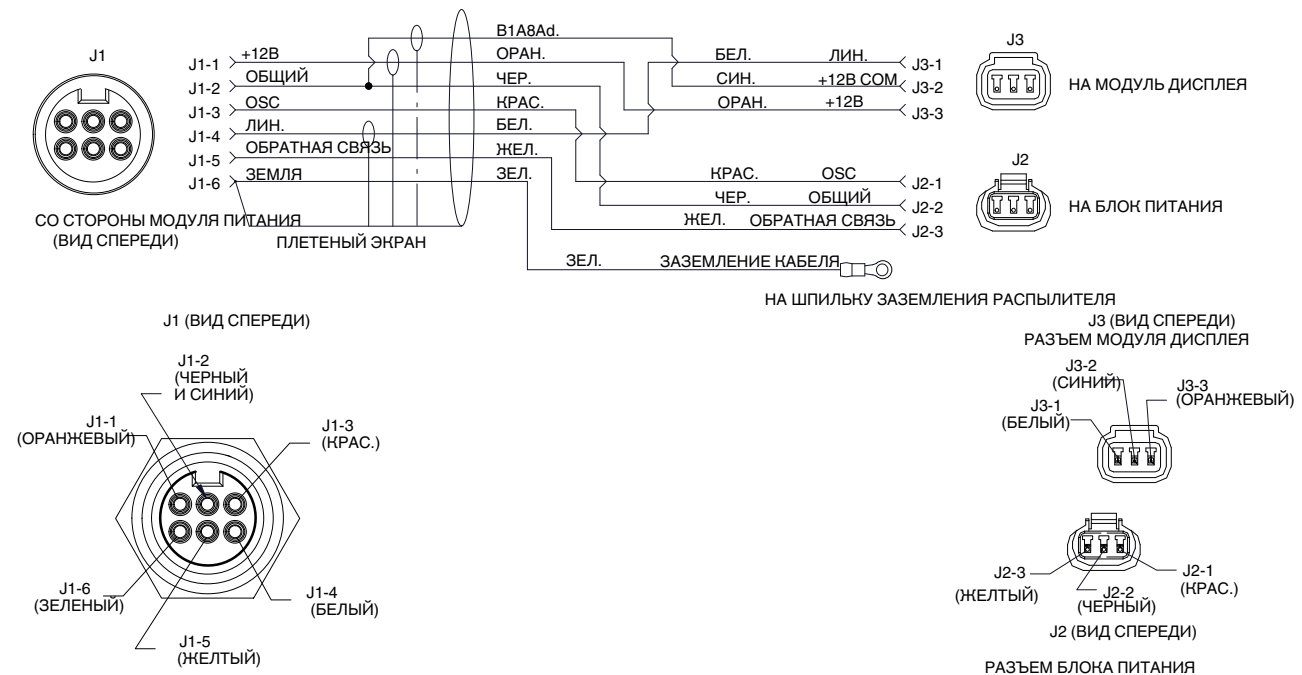 J1
J1-1
J1-2
J1-3
J1-4
J1-5
J1-6
+12В
ОБЩИЙ
OSC
ЛИН.
ОБРАТНАЯ СВЯЗЬ
ЗЕМЛЯ
СО СТОРОНЫ МОДУЛЯ ПИТАНИЯ
(ВИД СПЕРЕДИ)
ПЛЕТЕНЫЙ ЭКРАН
B1A8Ad.
ОРАН.
ЧЕР.
КРАС.
БЕЛ.
ЖЕЛ.
ЗЕЛ.
БЕЛ. ЛИН. J3-1
СИН. +12В COM J3-2
ОРАН. +12В J3-3
J3
НА МОДУЛЬ ДИСПЛЕЯ
КРАС. OSC J2-1
ЧЕР. ОБЩИЙ J2-2
ЖЕЛ. ОБРАТНАЯ СВЯЗЬ J2-3
J2
НА БЛОК ПИТАНИЯ
ЗЕЛ. ЗАЗЕМЛЕНИЕ КАБЕЛЯ
НА ШПИЛЬКУ ЗАЗЕМЛЕНИЯ РАСПЫЛИТЕЛЯ
J1 (ВИД СПЕРЕДИ)
J1-2
(ЧЕРНЫЙ
И СИНИЙ)
J1-1
(ОРАНЖЕВЫЙ)
J1-3
(КРАС.)
J1-6
(ЗЕЛЕНЫЙ)
J1-4
(БЕЛЫЙ)
J1-5
(ЖЕЛТЫЙ)
J3 (ВИД СПЕРЕДИ)
РАЗЪЕМ МОДУЛЯ ДИСПЛЕЯ
J3-2
(СИНИЙ)
J3-3
(ОРАНЖЕВЫЙ)
J3-1
(БЕЛЫЙ)
J2-3
(ЖЕЛТЫЙ)
J2-2
(ЧЕРНЫЙ)
J2-1
(КРАС.)
J2 (ВИД СПЕРЕДИ)
РАЗЪЕМ БЛОКА ПИТАНИЯ